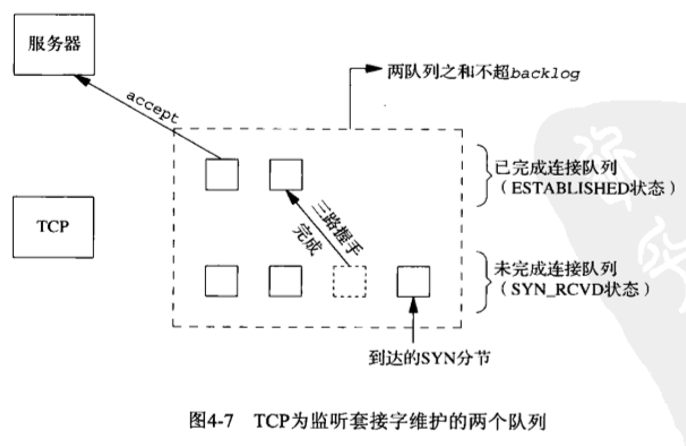 服务器
两队列之和不超backlog
accept
已完成连接队列
（ESTABLISHED状态）
TCP
三路握手
完成
未完成连接队列
（SYN_RCVD状态）
到达的SYN分节
图4-7 TCP为监听套接字维护的两个队列